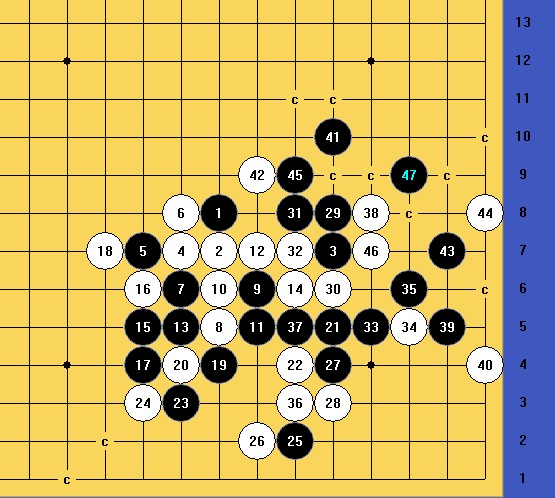 13
12
c c 11
41 c 10
42 45 c c 47 c 9
6 1 31 29 38 c 44 8
18 5 4 2 12 32 3 46 43 7
16 7 10 9 14 30 35 c 6
15 13 8 11 37 21 33 34 39 5
17 20 19 22 27 40 4
24 23 36 28 3
c 26 25 2
c 1